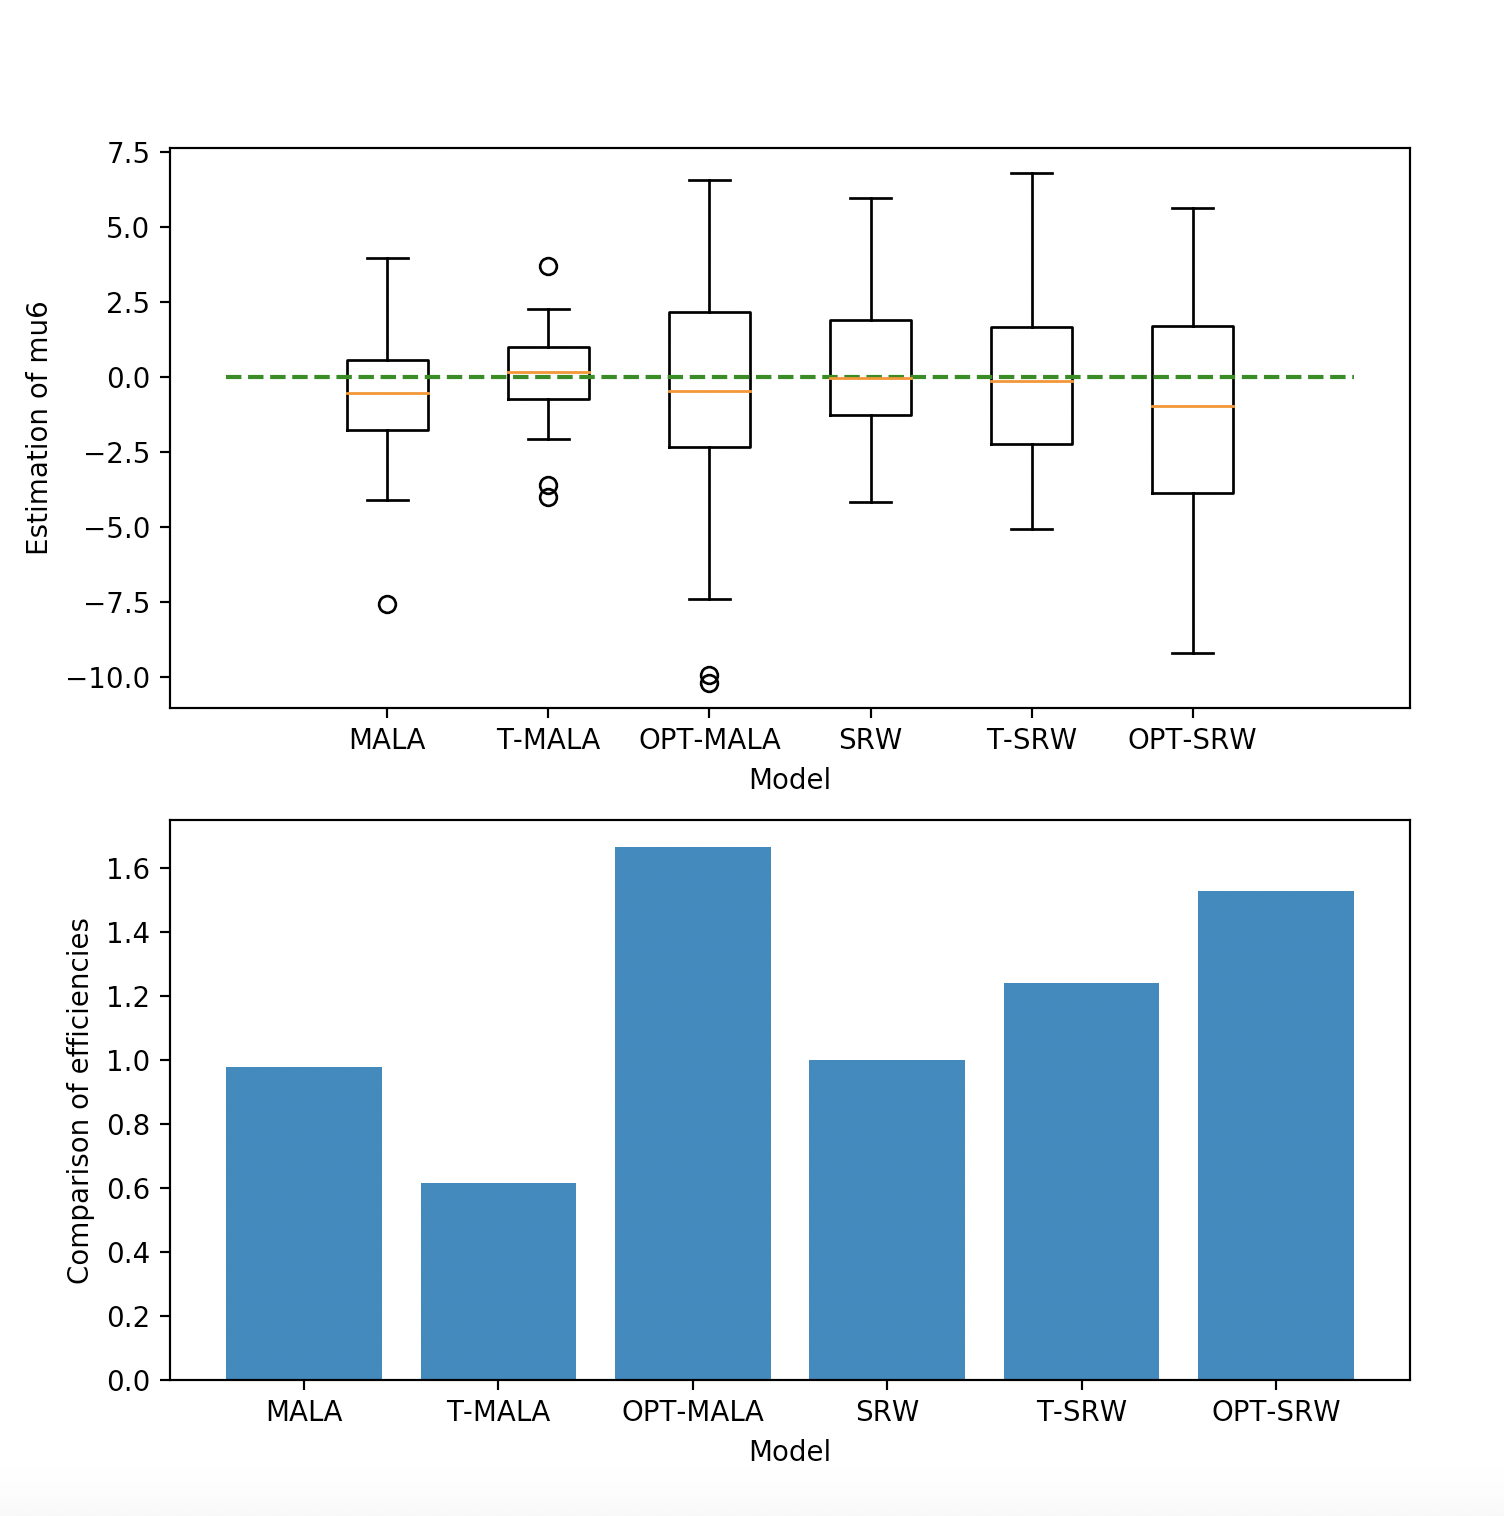 Estimation of mu6
7.5
5.0
2.5
0.0
−2.5
−5.0
−7.5
−10.0
MALA T-MALA OPT-MALA SRW T-SRW OPT-SRW
Model
Comparison of efficiencies
1.6
1.4
1.2
1.0
0.8
0.6
0.4
0.2
0.0
MALA T-MALA OPT-MALA SRW T-SRW OPT-SRW
Model